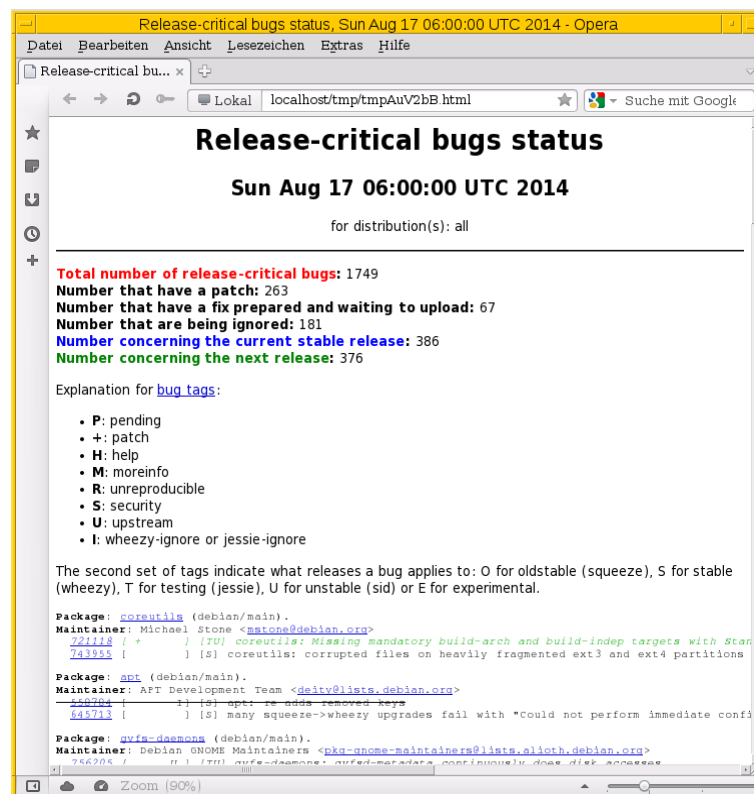 Release-critical bugs status, Sun Aug 17 06:00:00 UTC 2014 - Opera
Datei Bearbeiten Ansicht Lesezeichen Extras Hilfe
Release-critical bu...
Lokal localhost/tmp/tmpAuV2bB.html Suche mit Google
Release-critical bugs status
Sun Aug 17 06:00:00 UTC 2014
for distribution(s): all
Total number of release-critical bugs: 1749
Number that have a patch: 263
Number that have a fix prepared and waiting to upload: 67
Number that are being ignored: 181
Number concerning the current stable release: 386
Number concerning the next release: 376
Explanation for bug tags:
• P: pending
• +: patch
• H: help
• M: moreinfo
• R: unreproducible
• S: security
• U: upstream
• I: wheezy-ignore or jessie-ignore
The second set of tags indicate what releases a bug applies to: O for oldstable (squeeze), S for stable
(wheezy), T for testing (jessie), U for unstable (sid) or E for experimental.
Package: coreutils (debian/main).
Maintainer: Michael Stone <mstone@debian.org>
721118 [ + ] [TU] coreutils: Missing mandatory build-arch and build-indep targets with Stan
743955 [ ] [S] coreutils: corrupted files on heavily fragmented ext3 and ext4 partitions
Package: apt (debian/main).
Maintainer: APT Development Team <deity@lists.debian.org>
558784 [ I] [S] apt: re adds removed keys
645713 [ ] [S] many squeeze->wheezy upgrades fail with "Could not perform immediate confi
Package: gvfs-daemons (debian/main).
Maintainer: Debian GNOME Maintainers <pkg-gnome-maintainers@lists.alioth.debian.org>
756205 [ U ] [TU] gvfs-daemons: gvfsd-metadata continuously does disk accesses
Zoom (90%)